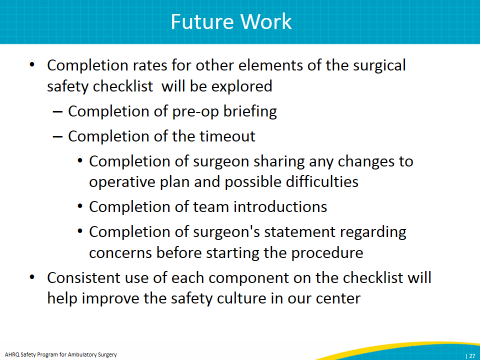 Future Work
• Completion rates for other elements of the surgical
safety checklist  will be explored
– Completion of pre-op briefing
– Completion of the timeout
• Completion of surgeon sharing any changes to
operative plan and possible difficulties
• Completion of team introductions
• Completion of surgeon's statement regarding
concerns before starting the procedure
• Consistent use of each component on the checklist will
help improve the safety culture in our center
AHRQ Safety Program for Ambulatory Surgery
| 27